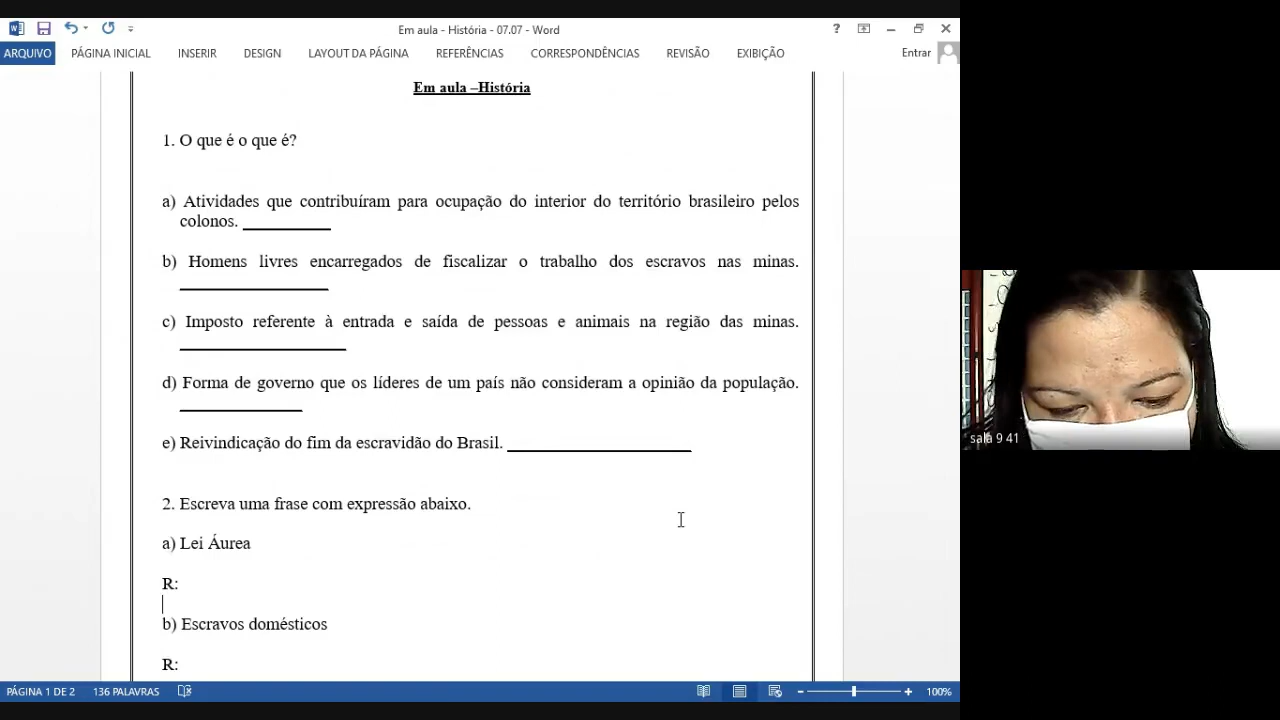 Em aula - História - 07.07 - Word
?
ARQUIVO PÁGINA INICIAL INSERIR DESIGN LAYOUT DA PÁGINA REFERÊNCIAS CORRESPONDÊNCIAS REVISÃO EXIBIÇÃO Entrar
Em aula –História
1. O que é o que é?
a) Atividades que contribuíram para ocupação do interior do território brasileiro pelos
colonos. __________
b) Homens livres encarregados de fiscalizar o trabalho dos escravos nas minas.
_________________
c) Imposto referente à entrada e saída de pessoas e animais na região das minas.
___________________
d) Forma de governo que os líderes de um país não consideram a opinião da população.
______________
e) Reivindicação do fim da escravidão do Brasil. _____________________
2. Escreva uma frase com expressão abaixo.
a) Lei Áurea
R:
b) Escravos domésticos
R:
PÁGINA 1 DE 2 136 PALAVRAS 100%
sala 9 41